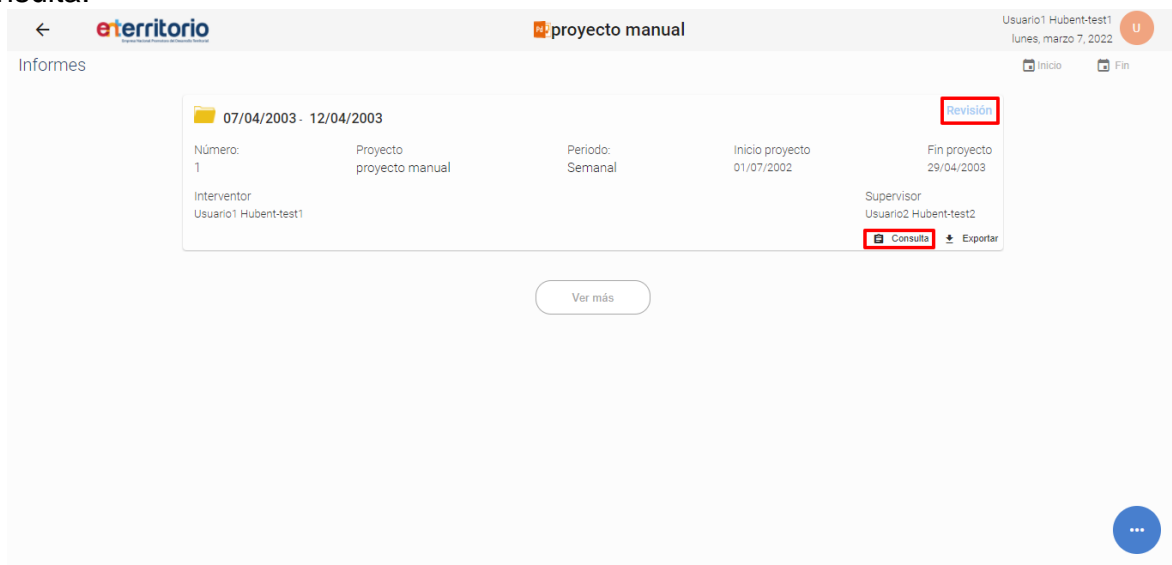 nsulta.
eterritorio
proyecto manual
Usuario1 Hubent-test1
lunes, marzo 7, 2022
U
Informes
Inicio Fin
07/04/2003 - 12/04/2003
Revisión
Número: Proyecto Periodo: Inicio proyecto Fin proyecto
1 proyecto manual Semanal 01/07/2002 29/04/2003
Interventor Supervisor
Usuario1 Hubent-test1 Usuario2 Hubent-test2
Consulta Exportar
Ver más